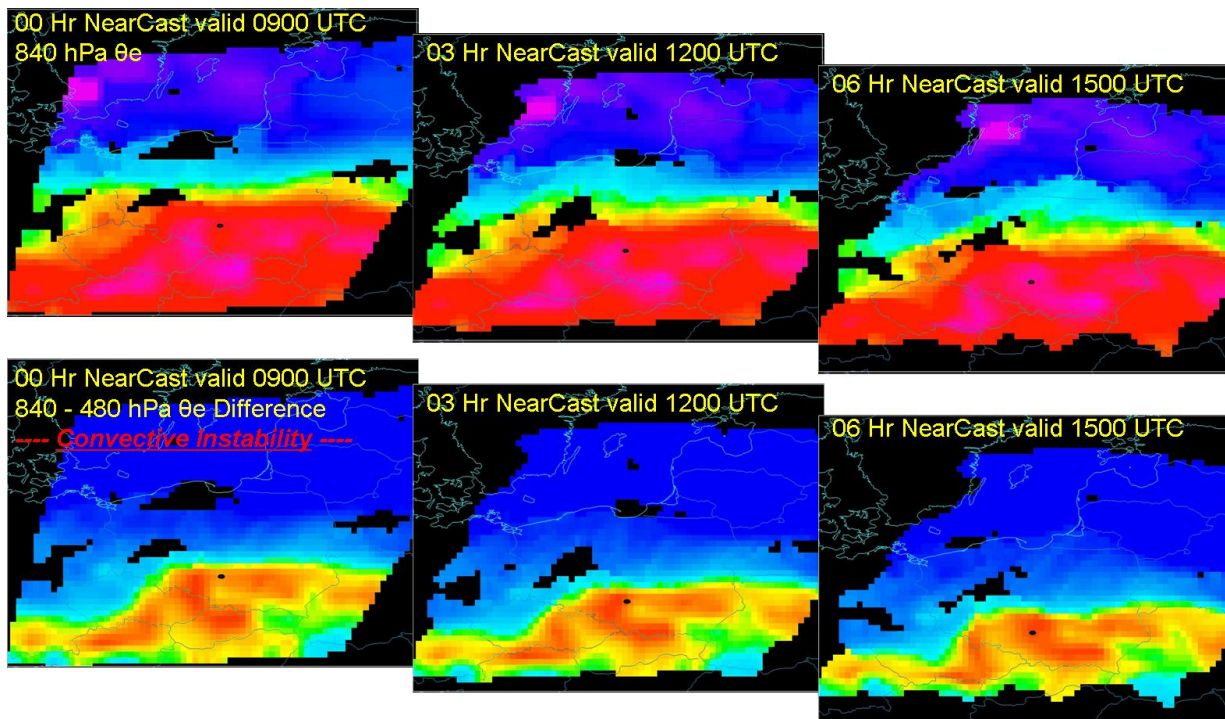 00 Hr NearCast valid 0900 UTC
840 hPa θe
03 Hr NearCast valid 1200 UTC
06 Hr NearCast valid 1500 UTC
00 Hr NearCast valid 0900 UTC
840 - 480 hPa θe Difference
---- Convective Instability ----
03 Hr NearCast valid 1200 UTC
06 Hr NearCast valid 1500 UTC